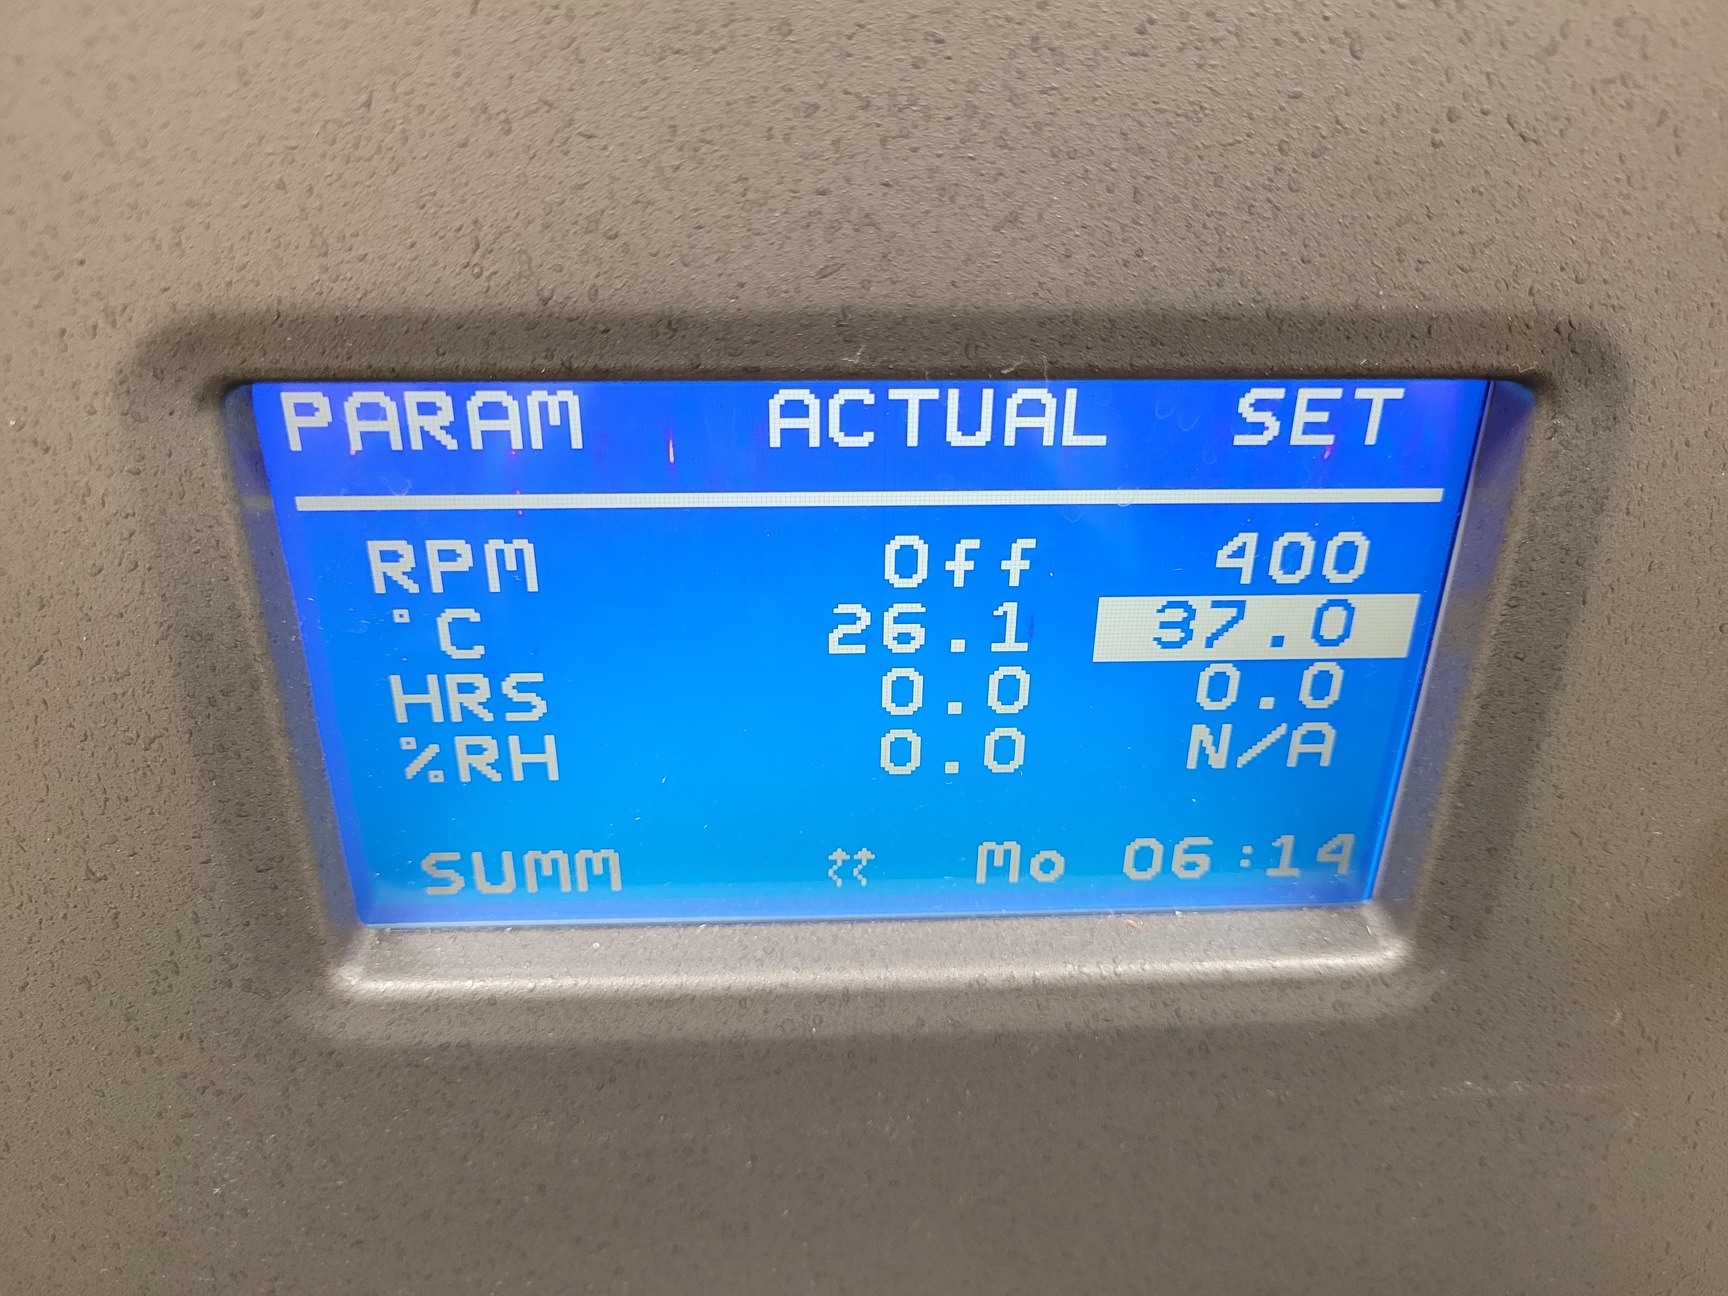 PARAM ACTUAL SET
RPM Off 400
°C 26.1 37.0
HRS 0.0 0.0
%RH 0.0 N/A
SUMM Mo 06:14